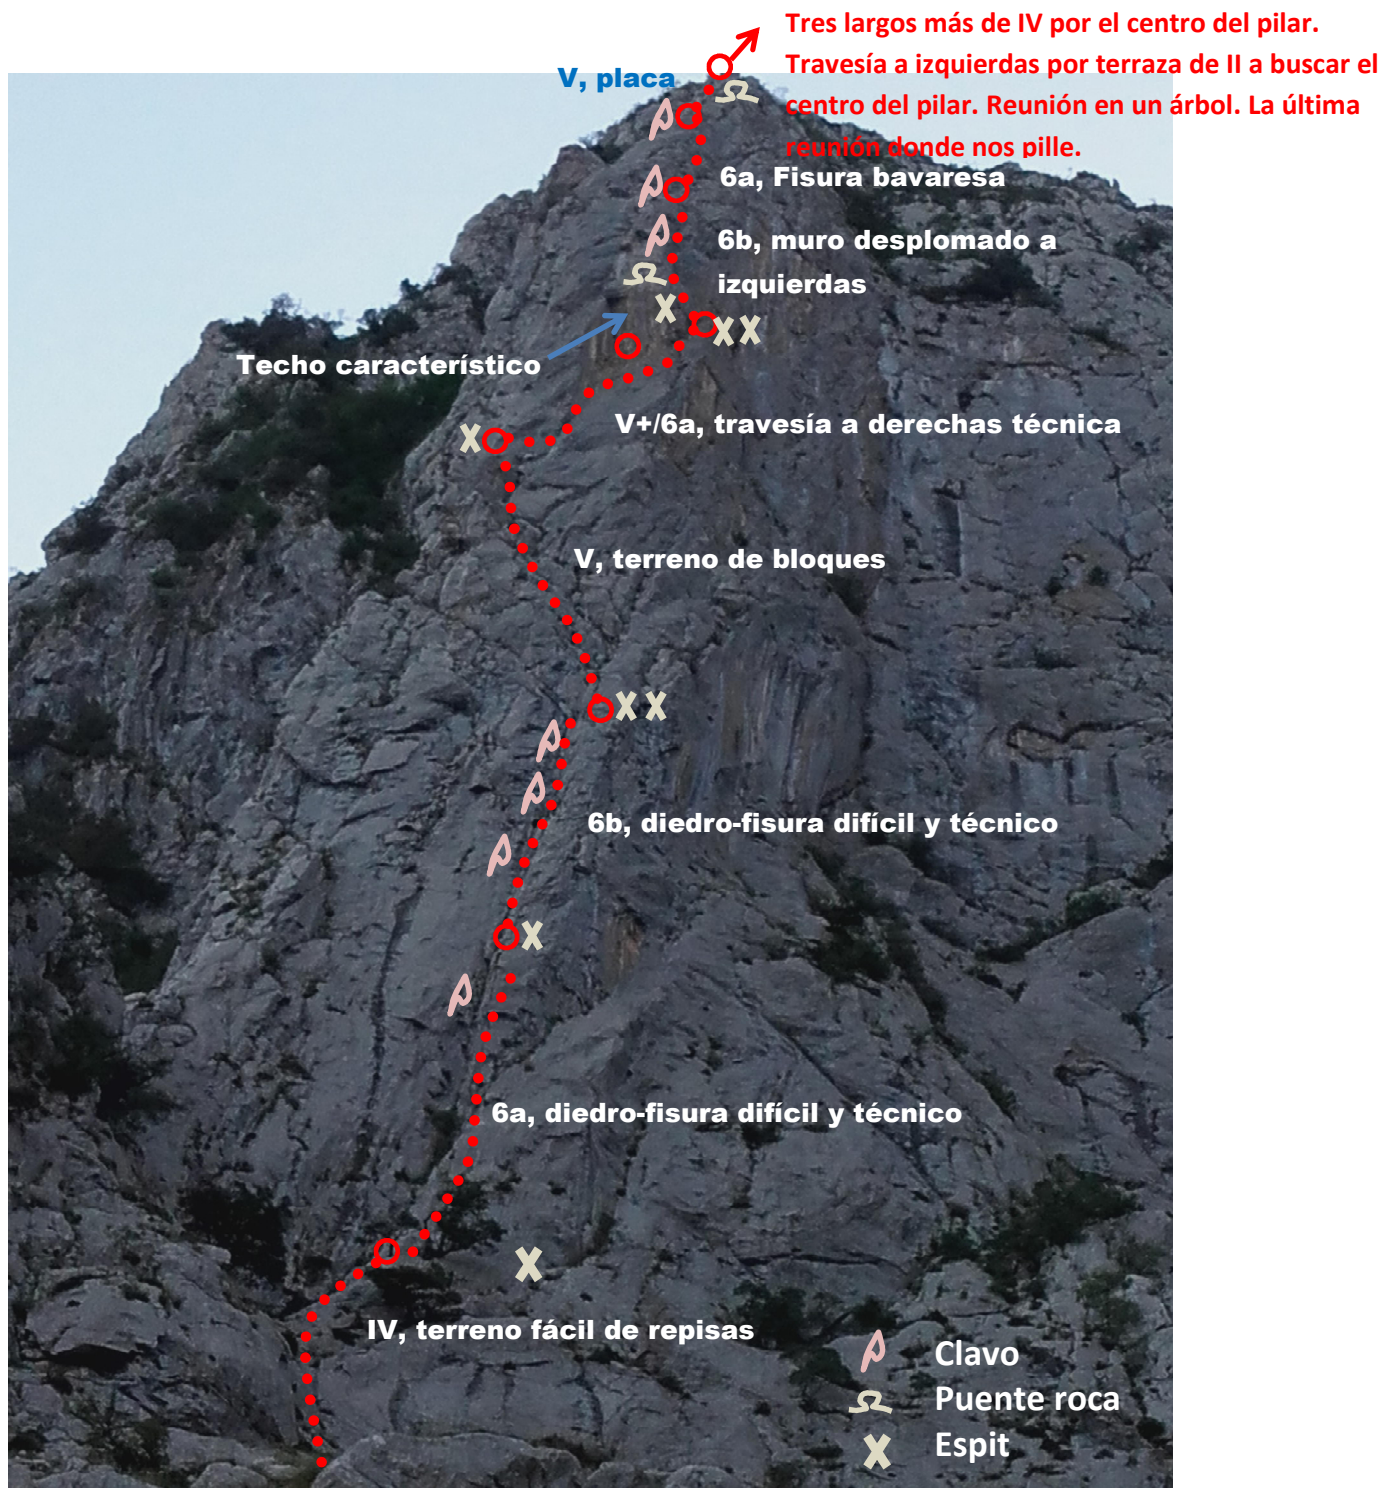 Tres largos más de IV por el centro del pilar.
Travesía a izquierdas por terraza de II a buscar el
centro del pilar. Reunión en un árbol. La última
reunión donde nos pille.
V, placa
6a, Fisura bavaresa
6b, muro desplomado a
izquierdas
Techo característico
V+/6a, travesía a derechas técnica
V, terreno de bloques
6b, diedro-fisura difícil y técnico
6a, diedro-fisura difícil y técnico
IV, terreno fácil de repisas
Clavo
Puente roca
Espit